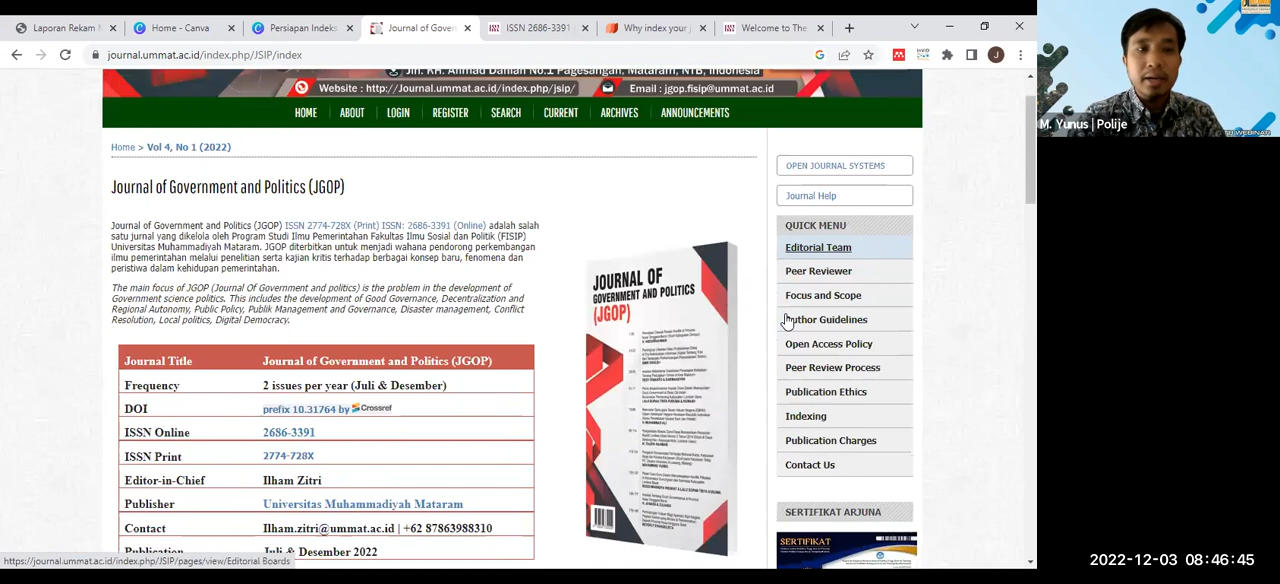 Laporan Rekam M
Home - Canva
Persiapan Indeks
Journal of Gover
ISSN 2686-3391
Why index your j
Welcome to The
journal.ummat.ac.id/index.php/JSIP/index
Jln. KH. Ahmad Dahlan No.1 Pagesangan, Mataram, NTB, Indonesia
Website : http://Journal.ummat.ac.id/index.php/jsip/
Email : jgop.fisip@ummat.ac.id
HOME
ABOUT
LOGIN
REGISTER
SEARCH
CURRENT
ARCHIVES
ANNOUNCEMENTS
Home > Vol 4, No 1 (2022)
Journal of Government and Politics (JGOP)
Journal of Government and Politics (JGOP) ISSN 2774-728X (Print) ISSN: 2686-3391 (Online) adalah salah
satu jurnal yang dikelola oleh Program Studi Ilmu Pemerintahan Fakultas Ilmu Sosial dan Politik (FISIP)
Universitas Muhammadiyah Mataram. JGOP diterbitkan untuk menjadi wahana pendorong perkembangan
ilmu pemerintahan melalui penelitian serta kajian kritis terhadap berbagai konsep baru, fenomena dan
peristiwa dalam kehidupan pemerintahan.
The main focus of JGOP (Journal Of Government and politics) is the problem in the development of
Government science politics. This includes the development of Good Governance, Decentralization and
Regional Autonomy, Public Policy, Publik Management and Governance, Disaster management, Conflict
Resolution, Local politics, Digital Democracy.
Journal Title Journal of Government and Politics (JGOP)
Frequency 2 issues per year (Juli & Desember)
DOI prefix 10.31764 by Crossref
ISSN Online 2686-3391
ISSN Print 2774-728X
Editor-in-Chief Ilham Zitri
Publisher Universitas Muhammadiyah Mataram
Contact Ilham.zitri@ummat.ac.id | +62 87863988310
Publication Juli & Desember 2022
JOURNAL OF
GOVERNMENT AND POLITICS
(JGOP)
OPEN JOURNAL SYSTEMS
Journal Help
QUICK MENU
Editorial Team
Peer Reviewer
Focus and Scope
Author Guidelines
Open Access Policy
Peer Review Process
Publication Ethics
Indexing
Publication Charges
Contact Us
SERTIFIKAT ARJUNA
SERTIFIKAT
https://journal.ummat.ac.id/index.php/JSIP/pages/view/Editorial Boards
M. Yunus | Polije
WEBINAR
2022-12-03 08:46:45